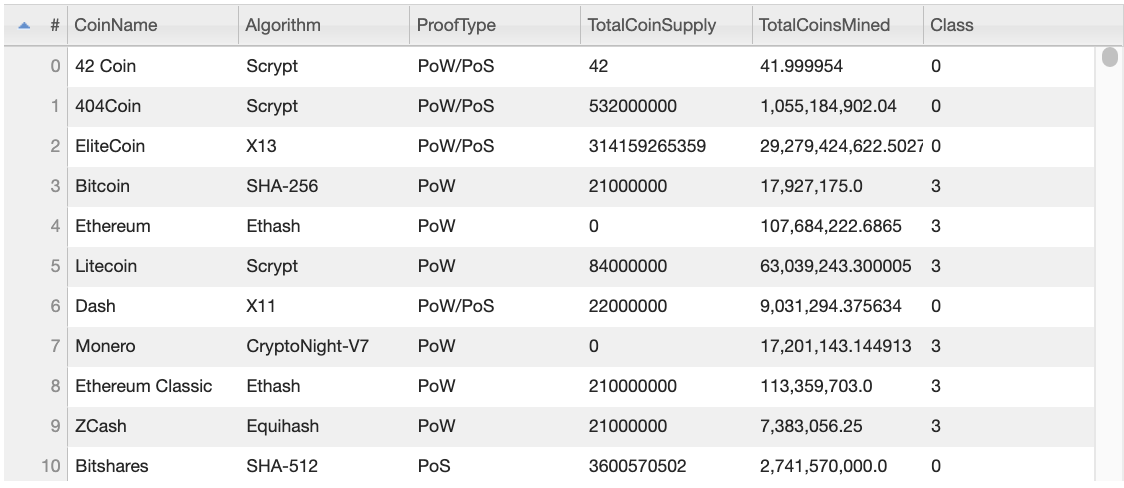 # CoinName Algorithm ProofType TotalCoinSupply TotalCoinsMined Class
0 42 Coin Scrypt PoW/PoS 42 41.999954 0
1 404Coin Scrypt PoW/PoS 532000000 1,055,184,902.04 0
2 EliteCoin X13 PoW/PoS 314159265359 29,279,424,622.5027 0
3 Bitcoin SHA-256 PoW 21000000 17,927,175.0 3
4 Ethereum Ethash PoW 0 107,684,222.6865 3
5 Litecoin Scrypt PoW 84000000 63,039,243.300005 3
6 Dash X11 PoW/PoS 22000000 9,031,294.375634 0
7 Monero CryptoNight-V7 PoW 0 17,201,143.144913 3
8 Ethereum Classic Ethash PoW 210000000 113,359,703.0 3
9 ZCash Equihash PoW 21000000 7,383,056.25 3
10 Bitshares SHA-512 PoS 3600570502 2,741,570,000.0 0